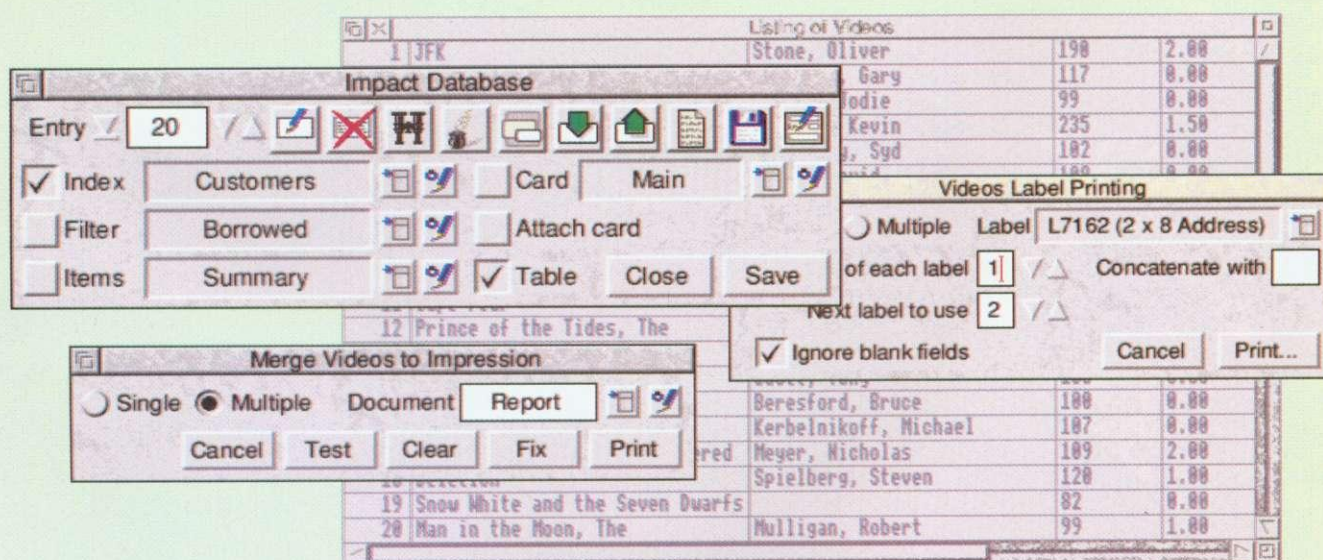 Listing of Videos
1 JFK Stone, Oliver 190 2.00
Gary 117 0.00
Jodie 99 0.00
Kevin 235 1.50
Syd 102 0.00
Impact Database
Entry 20
Index Customers Card Main
Filter Borrowed Attach card
Items Summary Table Close Save
Videos Label Printing
Multiple Label L7162 (2 x 8 Address)
of each label 1 Concatenate with
Next label to use 2
Ignore blank fields Cancel Print...
12 Prince of the Tides, The
Merge Videos to Impression
Single Multiple Document Report
Cancel Test Clear Fix Print
Beresford, Bruce 100 0.00
Kerbelnikoff, Michael 107 0.00
ered Meyer, Nicholas 109 2.00
Spielberg, Steven 120 1.00
19 Snow White and the Seven Dwarfs 82 0.00
20 Man in the Moon, The Mulligan, Robert 99 1.00